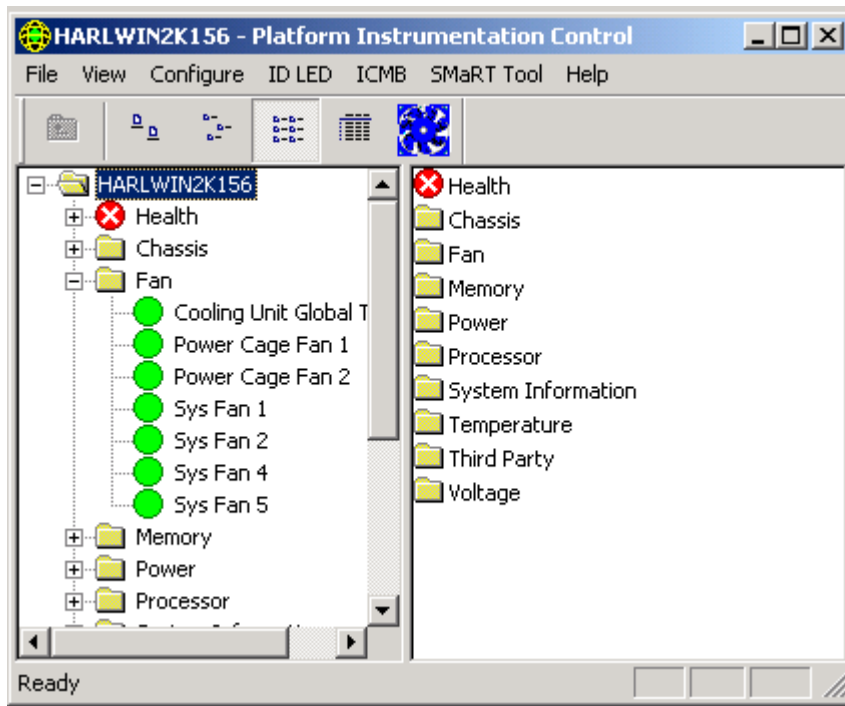 HARLWIN2K156 - Platform Instrumentation Control
File View Configure ID LED ICMB SMaRT Tool Help
HARLWIN2K156
Health
Chassis
Fan
Cooling Unit Global T
Power Cage Fan 1
Power Cage Fan 2
Sys Fan 1
Sys Fan 2
Sys Fan 4
Sys Fan 5
Memory
Power
Processor
Health
Chassis
Fan
Memory
Power
Processor
System Information
Temperature
Third Party
Voltage
Ready